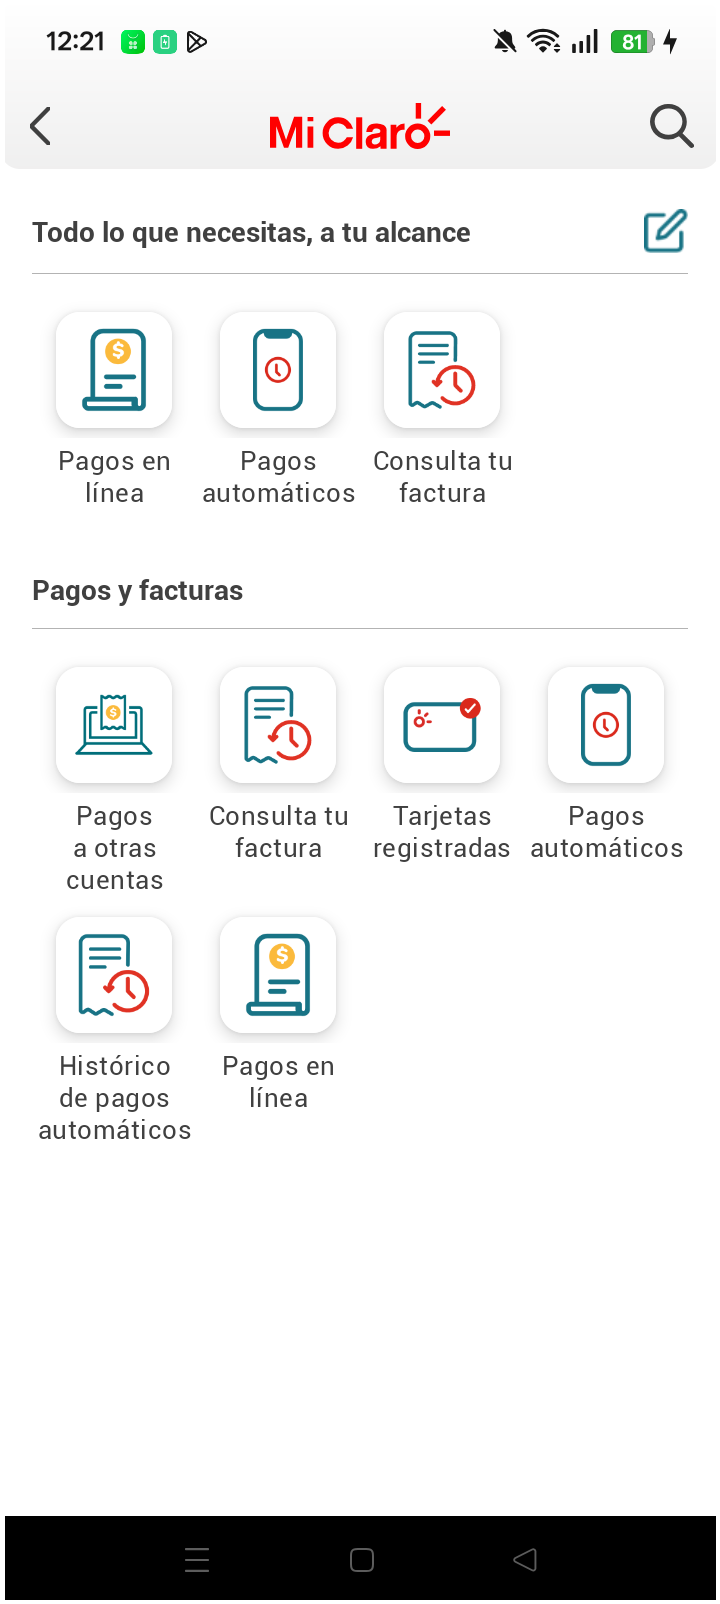 12:21
81
Mi Claro
Todo lo que necesitas, a tu alcance
Pagos en
línea
Pagos
automáticos
Consulta tu
factura
Pagos y facturas
Pagos
a otras
cuentas
Consulta tu
factura
Tarjetas
registradas
Pagos
automáticos
Histórico
de pagos
automáticos
Pagos en
línea